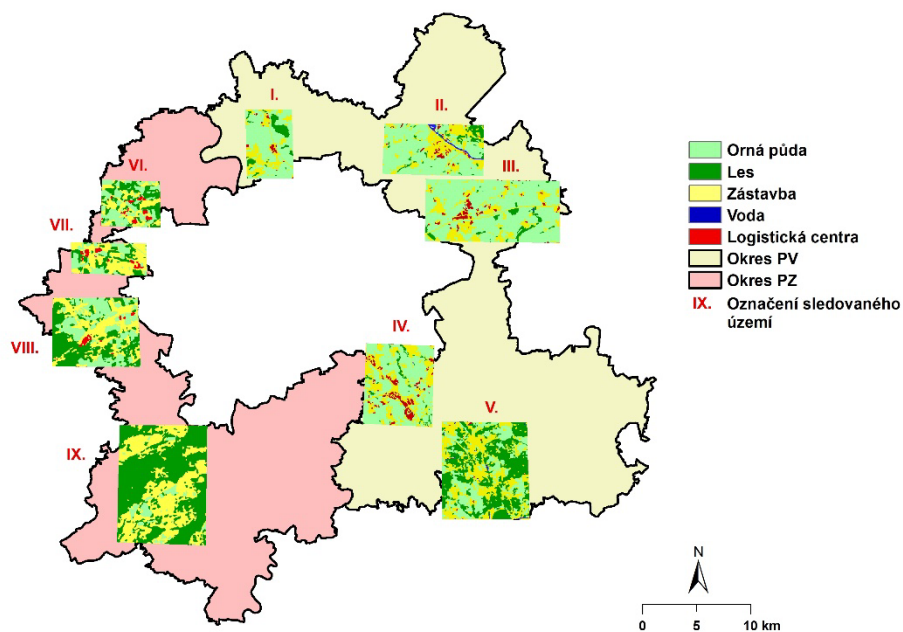 I.
II.
III.
VI.
VII.
VIII.
IV.
V.
IX.
Orná půda
Les
Zástavba
Voda
Logistická centra
Okres PV
Okres PZ
IX. Označení sledovaného
území
N
0 5 10 km